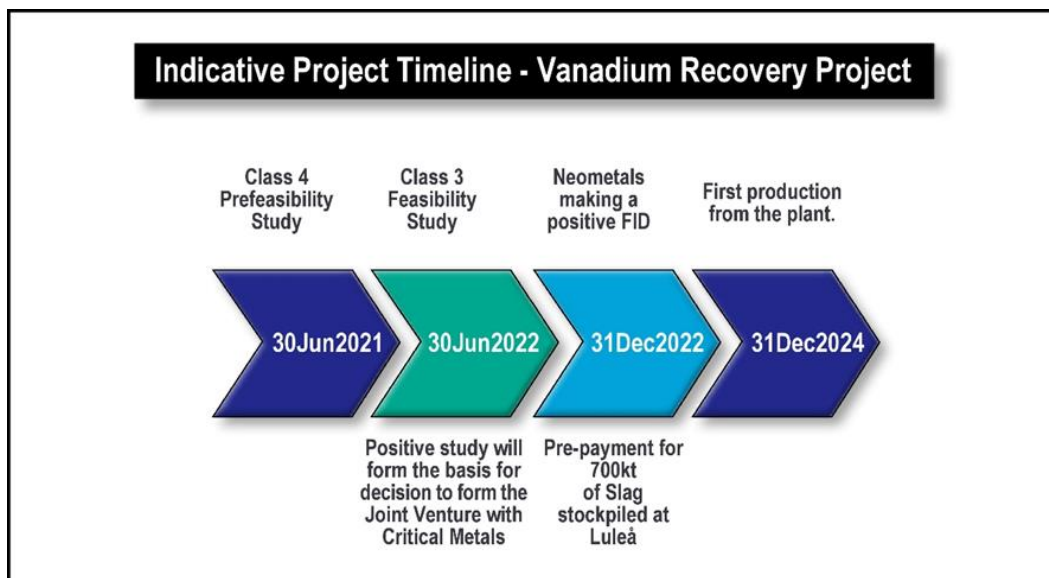 Indicative Project Timeline - Vanadium Recovery Project
Class 4
Prefeasibility
Study
Class 3
Feasibility
Study
Neometals
making a
positive FID
First production
from the plant.
30Jun2021
30Jun2022
31Dec2022
31Dec2024
Positive study will
form the basis for
decision to form the
Joint Venture with
Critical Metals
Pre-payment for
700kt
of Slag
stockpiled at
Luleå